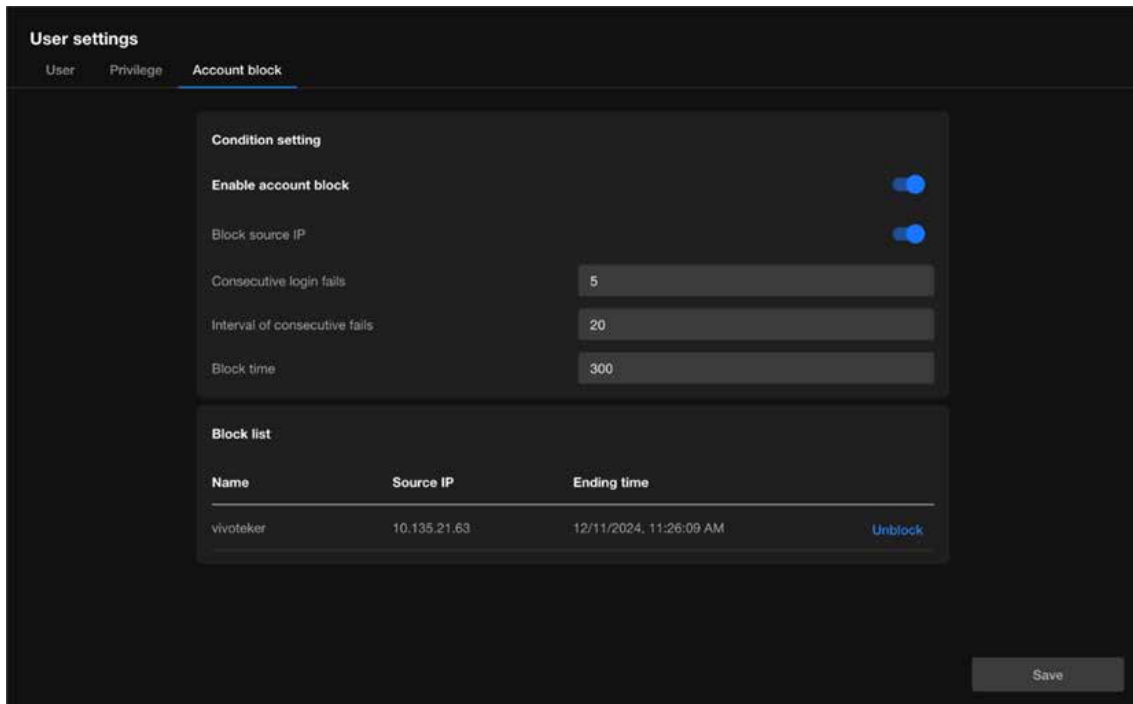 User settings
User Privilege Account block
Condition setting
Enable account block
Block source IP
Consecutive login fails 5
Interval of consecutive fails 20
Block time 300
Block list
Name Source IP Ending time
vivoteker 10.135.21.63 12/11/2024, 11:26:09 AM Unblock
Save